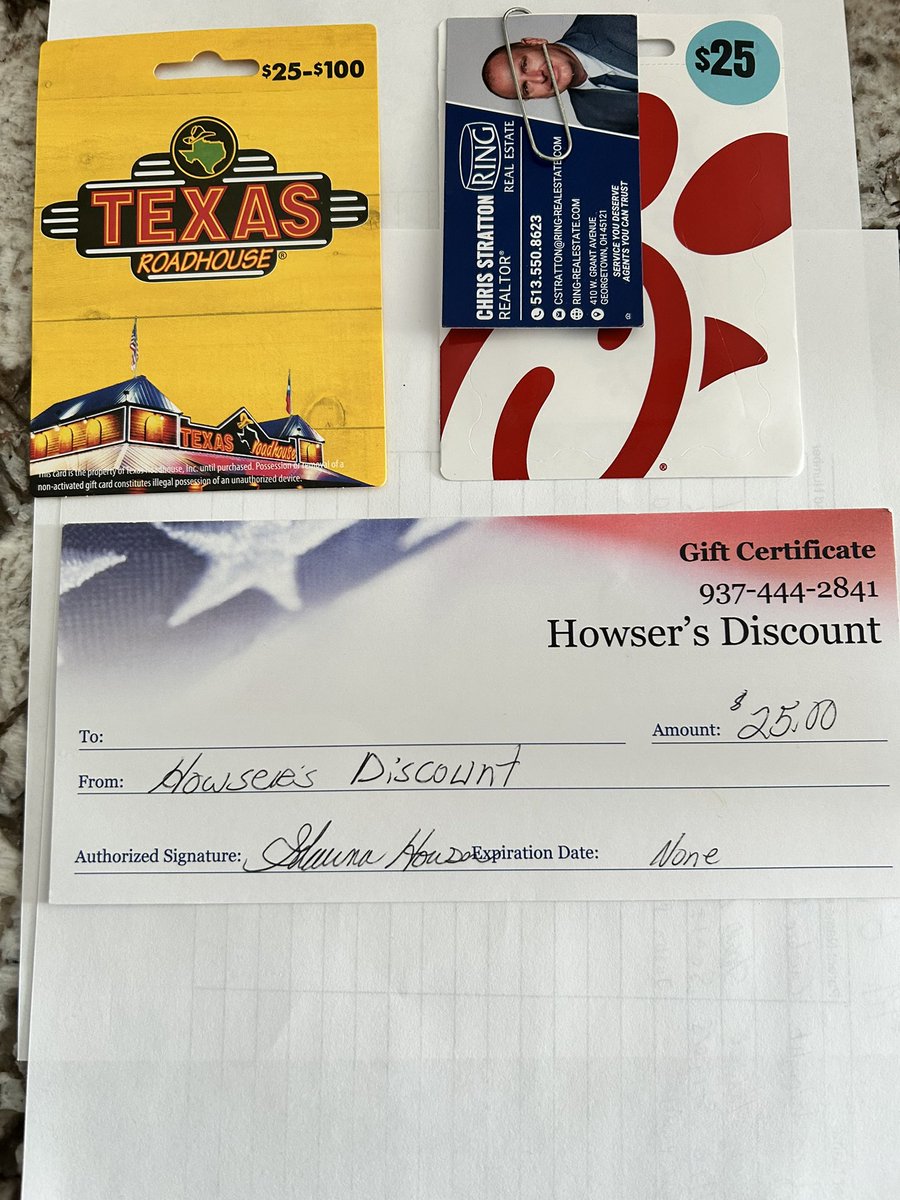 $25-$100
TEXAS
ROADHOUSE®
TEXAS roadhouse
This card is the property of Texas Roadhouse, Inc. until purchased. Possession or removal of a
non-activated gift card constitutes illegal possession of an unauthorized device.
$25
RING
REAL ESTATE
CHRIS STRATTON
REALTOR®
513.550.8623
CSTRATTON@RING-REALESTATE.COM
RING-REALESTATE.COM
410 W. GRANT AVENUE
GEORGETOWN, OH 45121
SERVICE YOU DESERVE
AGENTS YOU CAN TRUST
®
Gift Certificate
937-444-2841
Howser's Discount
To:
Amount: $25.00
From: Howser's Discount
Authorized Signature: Shauna Howser
Expiration Date: None